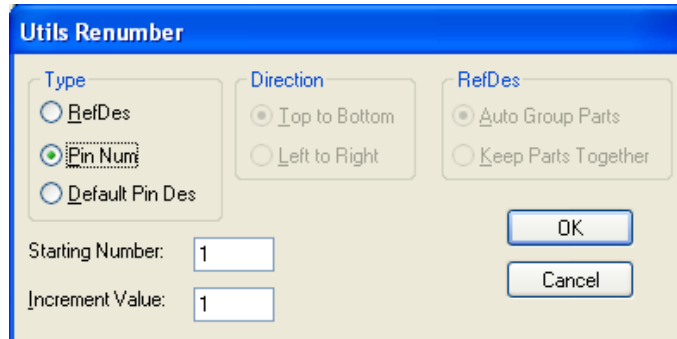 Utils Renumber
Type
RefDes
Pin Num
Default Pin Des
Direction
Top to Bottom
Left to Right
RefDes
Auto Group Parts
Keep Parts Together
Starting Number: 1
Increment Value: 1
OK
Cancel